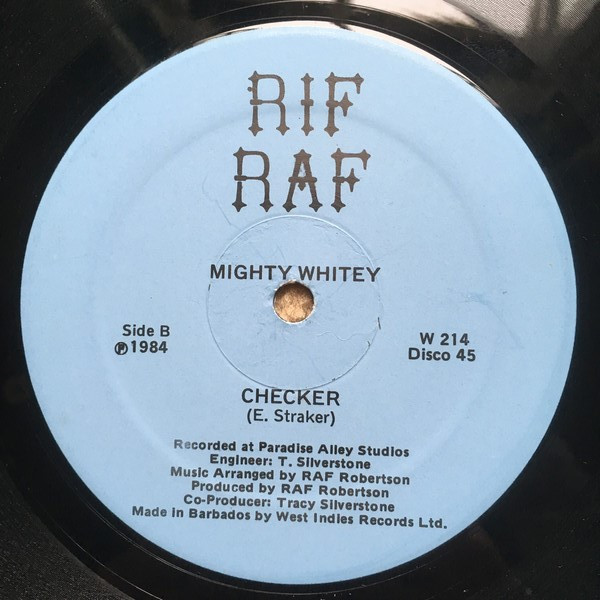 RIF
RAF
MIGHTY WHITEY
Side B
℗1984
W 214
Disco 45
CHECKER
(E. Straker)
Recorded at Paradise Alley Studios
Engineer: T. Silverstone
Music Arranged by RAF Robertson
Produced by RAF Robertson
Co-Producer: Tracy Silverstone
Made in Barbados by West Indies Records Ltd.